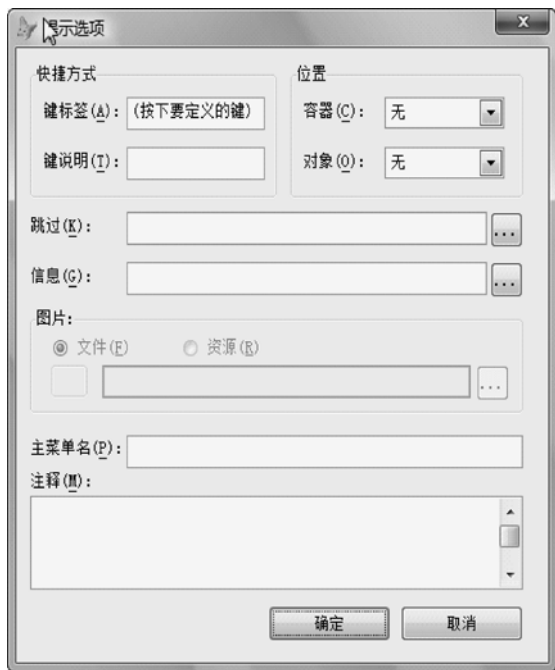 提示选项
快捷方式
键标签(A): (按下要定义的键)
键说明(T):
位置
容器(C): 无
对象(O): 无
跳过(K):
...
信息(G):
...
图片:
文件(F) 资源(R)
...
主菜单名(P):
注释(M):
确定 取消